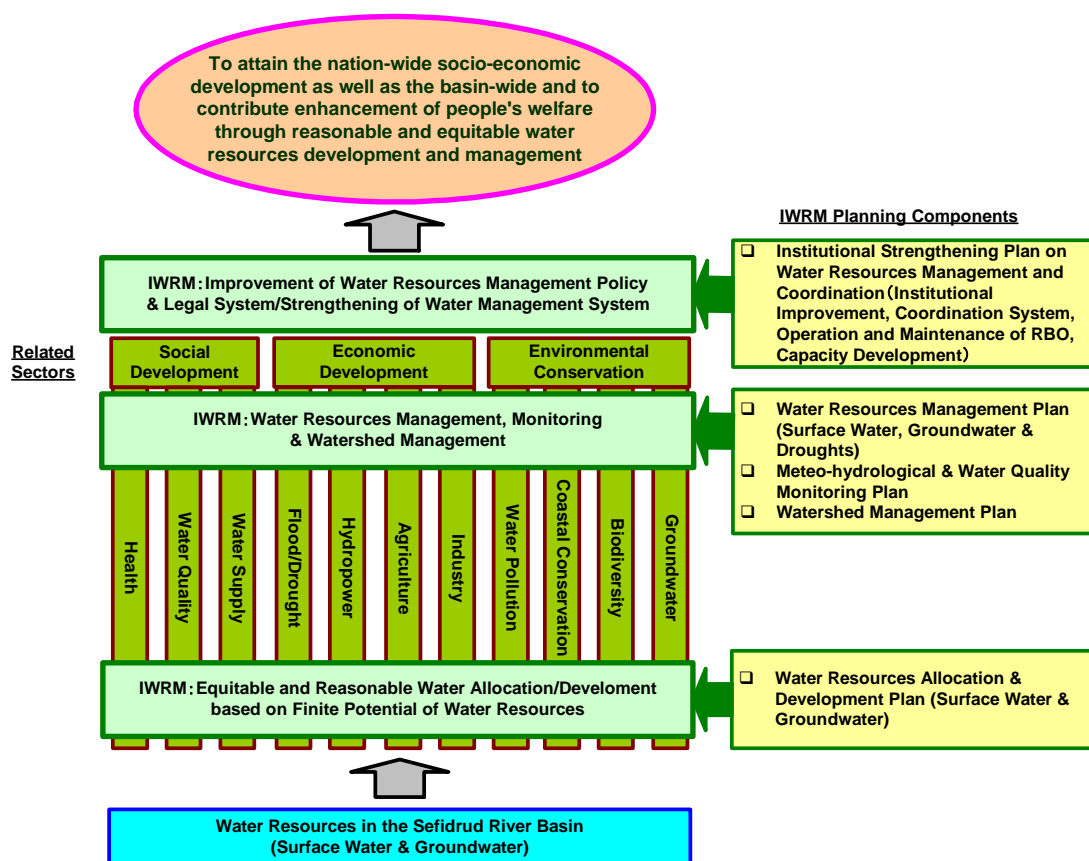 To attain the nation-wide socio-economic
development as well as the basin-wide and to
contribute enhancement of people's welfare
through reasonable and equitable water
resources development and management
IWRM Planning Components
IWRM:Improvement of Water Resources Management Policy
& Legal System/Strengthening of Water Management System
❑ Institutional Strengthening Plan on
Water Resources Management and
Coordination(Institutional
Improvement, Coordination System,
Operation and Maintenance of RBO,
Capacity Development)
Related
Sectors
Social
Development
Economic
Development
Environmental
Conservation
IWRM:Water Resources Management, Monitoring
& Watershed Management
❑ Water Resources Management Plan
(Surface Water, Groundwater &
Droughts)
❑ Meteo-hydrological & Water Quality
Monitoring Plan
❑ Watershed Management Plan
Health
Water Quality
Water Supply
Flood/Drought
Hydropower
Agriculture
Industry
Water Pollution
Coastal Conservation
Biodiversity
Groundwater
IWRM:Equitable and Reasonable Water Allocation/Develoment
based on Finite Potential of Water Resources
❑ Water Resources Allocation &
Development Plan (Surface Water &
Groundwater)
Water Resources in the Sefidrud River Basin
(Surface Water & Groundwater)